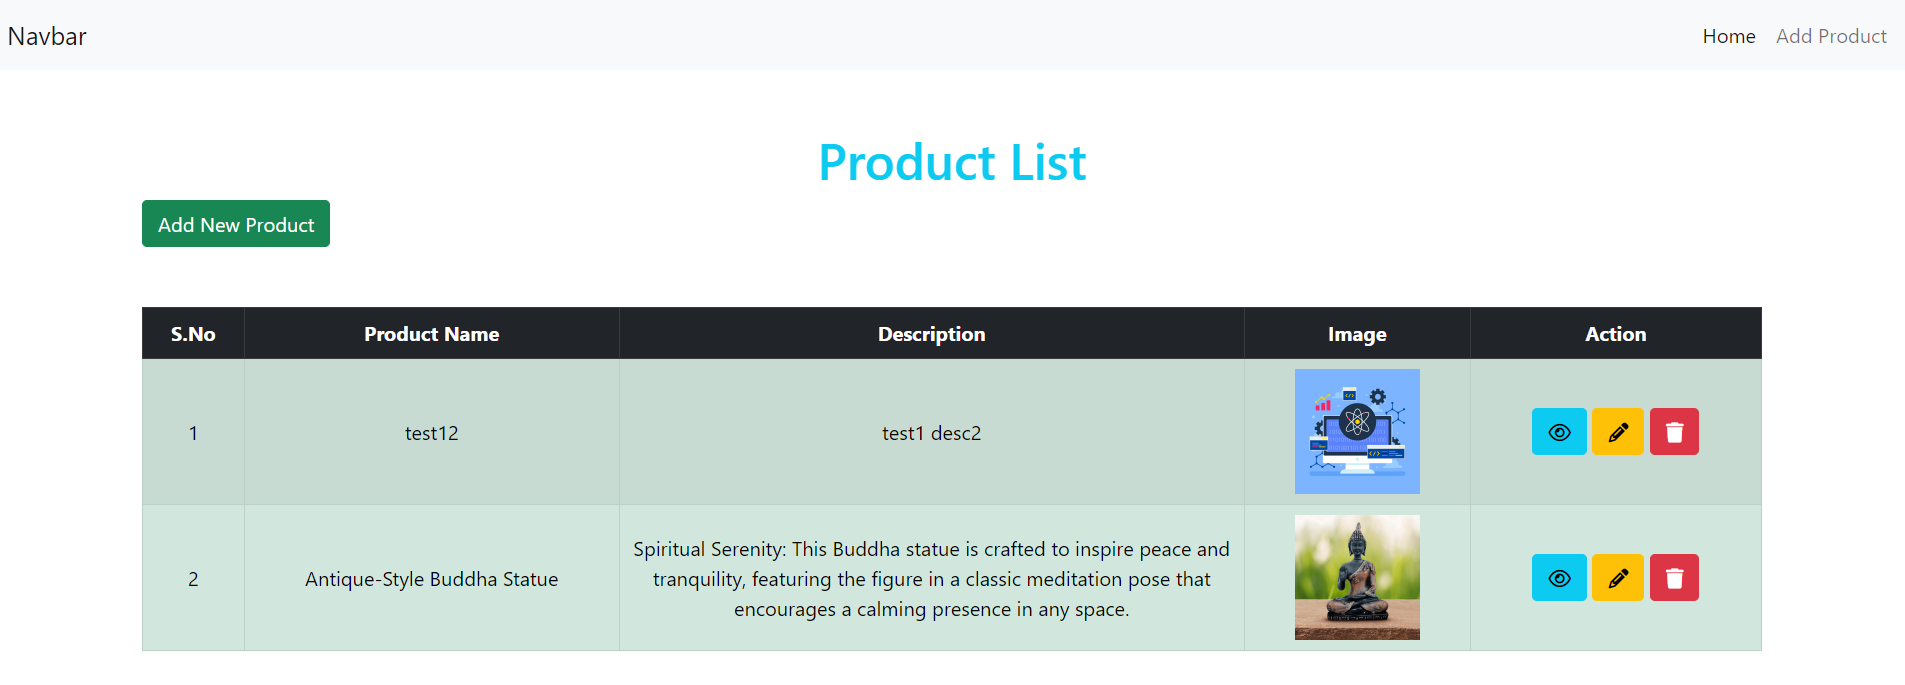 Navbar
Home Add Product
Product List
Add New Product
S.No Product Name Description Image Action
1 test12 test1 desc2
2 Antique-Style Buddha Statue Spiritual Serenity: This Buddha statue is crafted to inspire peace and
tranquility, featuring the figure in a classic meditation pose that
encourages a calming presence in any space.